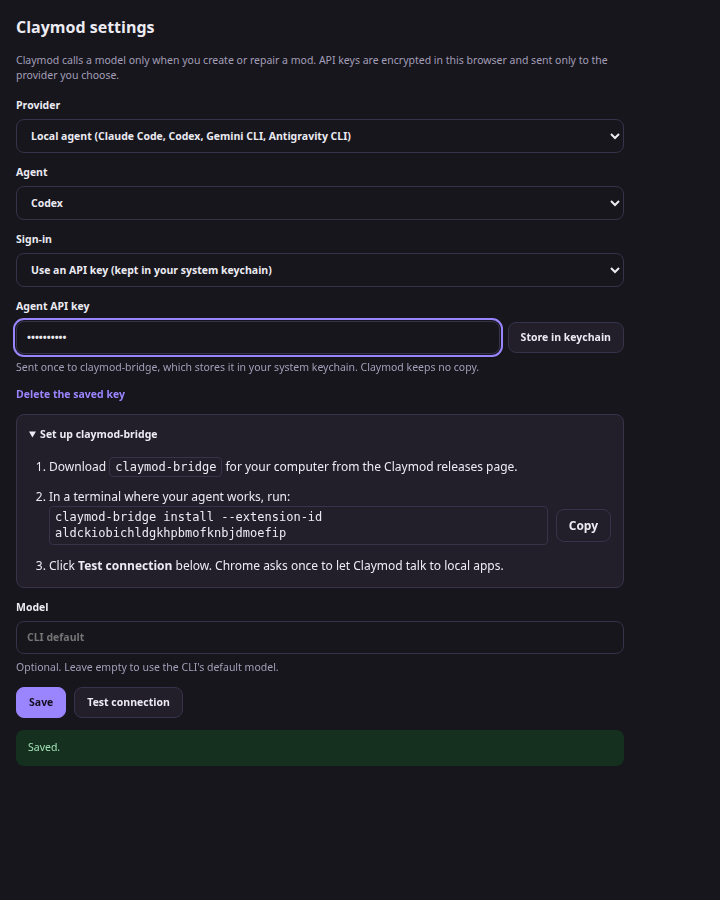 Claymod settings
Claymod calls a model only when you create or repair a mod. API keys are encrypted in this browser and sent only to the
provider you choose.
Provider
Local agent (Claude Code, Codex, Gemini CLI, Antigravity CLI)
Agent
Codex
Sign-in
Use an API key (kept in your system keychain)
Agent API key
••••••••••
Store in keychain
Sent once to claymod-bridge, which stores it in your system keychain. Claymod keeps no copy.
Delete the saved key
▼ Set up claymod-bridge
1. Download claymod-bridge for your computer from the Claymod releases page.
2. In a terminal where your agent works, run:
claymod-bridge install --extension-id
aldckiobichldgkhpbmofknbjdmoefip
Copy
3. Click Test connection below. Chrome asks once to let Claymod talk to local apps.
Model
CLI default
Optional. Leave empty to use the CLI's default model.
Save
Test connection
Saved.